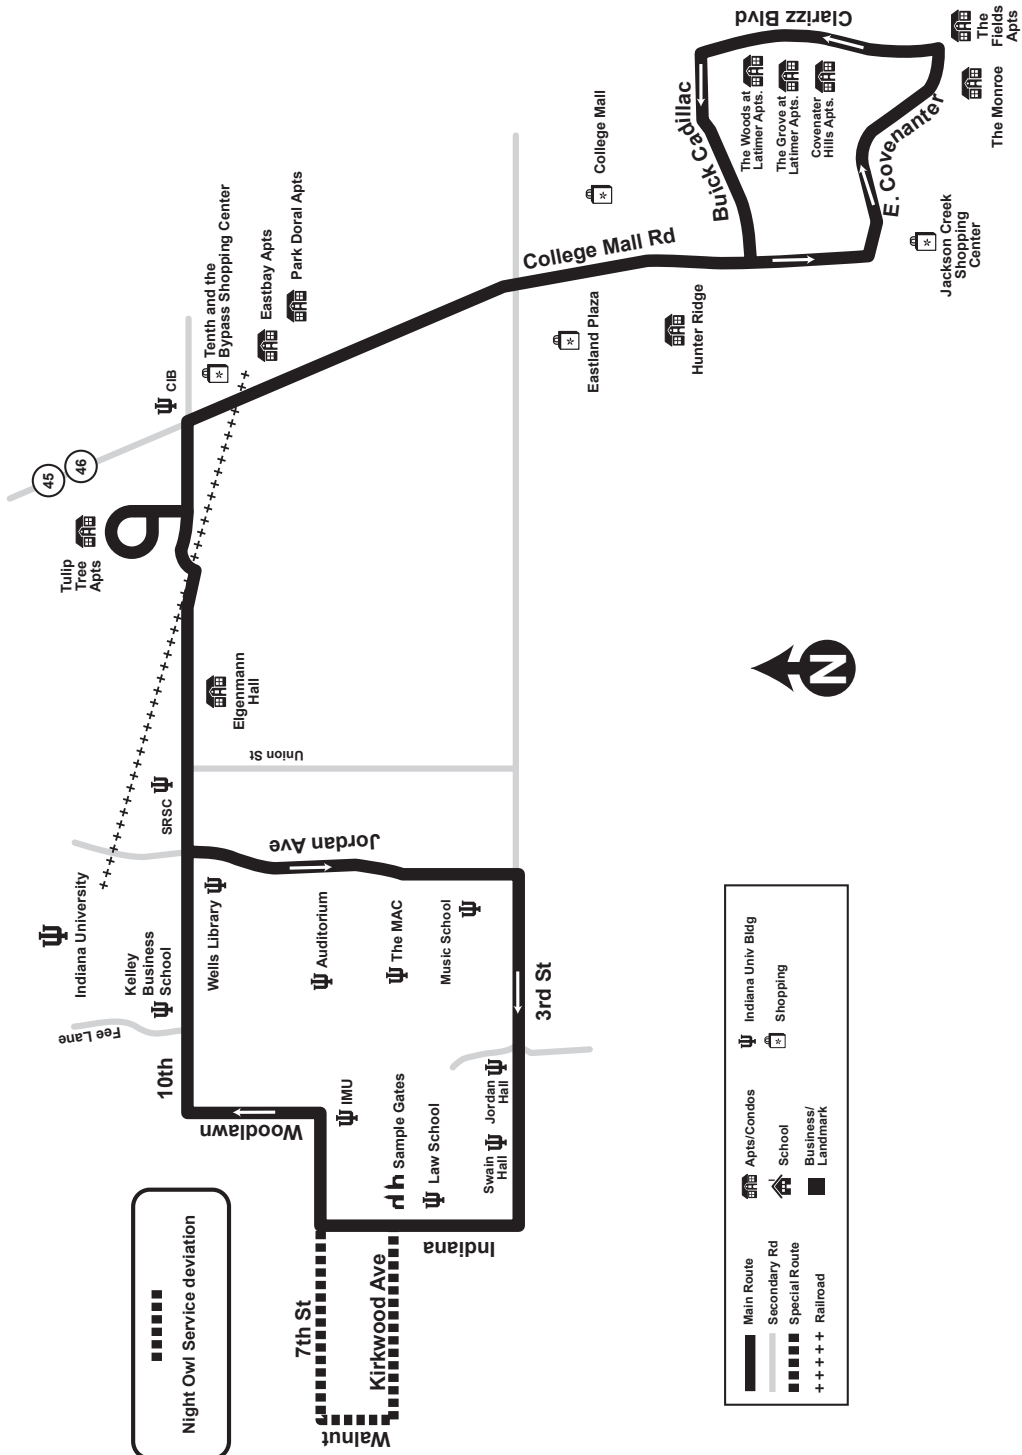 Night Owl Service deviation
7th St
Kirkwood Ave
Walnut
Indiana
Woodlawn
10th
3rd St
Jordan Ave
Fee Lane
Union St
IMU
Sample Gates
Law School
Swain
Hall
Jordan
Hall
Kelley
Business
School
Indiana University
Wells Library
Auditorium
The MAC
Music School
SRSC
Elgenmann
Hall
Tulip
Tree
Apts
45
46
CIB
Tenth and the
Bypass Shopping Center
Eastbay Apts
Park Doral Apts
College Mall Rd
College Mall
Eastland Plaza
Hunter Ridge
Buick Cadillac
Clarizz Blvd
E. Covenanter
The Woods at
Latimer Apts.
The Grove at
Latimer Apts.
Covenater
Hills Apts.
The
Fields
Apts
The Monroe
Jackson Creek
Shopping
Center
N
Main Route
Secondary Rd
Special Route
Railroad
Apts/Condos
School
Business/
Landmark
Indiana Univ Bldg
Shopping